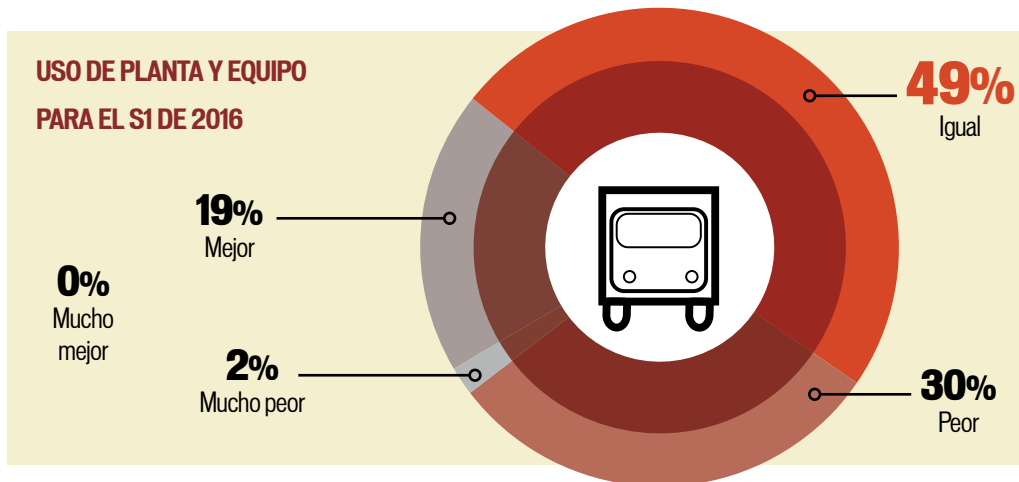 USO DE PLANTA Y EQUIPO
PARA EL S1 DE 2016
49%
Igual
19%
Mejor
0%
Mucho
mejor
2%
Mucho peor
30%
Peor